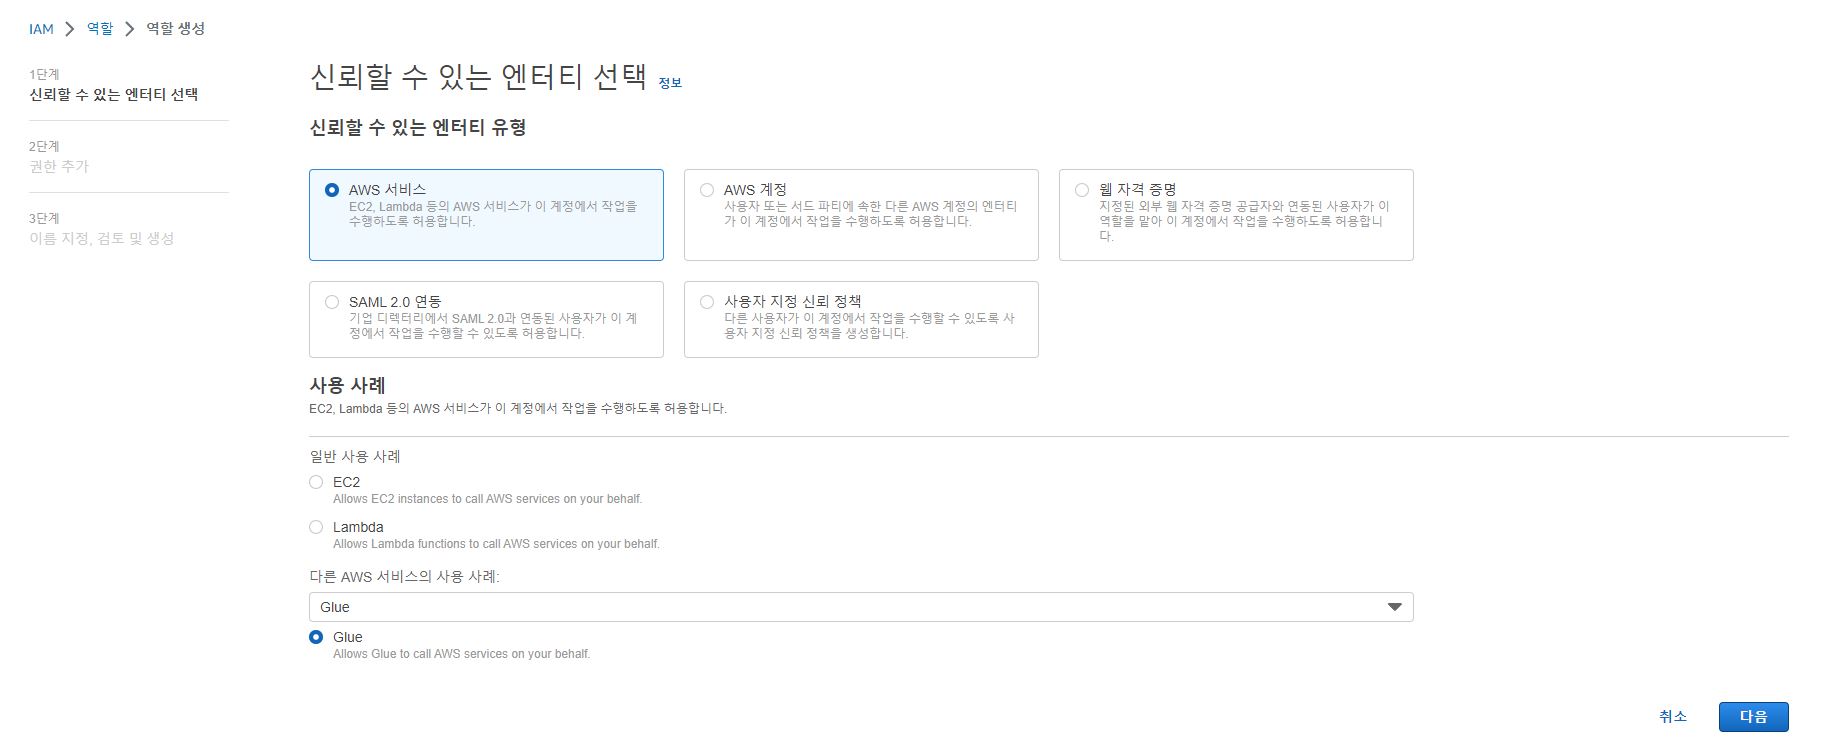 IAM > 역할 > 역할 생성
1단계
신뢰할 수 있는 엔터티 선택
2단계
권한 추가
3단계
이름 지정, 검토 및 생성
신뢰할 수 있는 엔터티 선택 정보
신뢰할 수 있는 엔터티 유형
AWS 서비스
EC2, Lambda 등의 AWS 서비스가 이 계정에서 작업을
수행하도록 허용합니다.
AWS 계정
사용자 또는 서드 파티에 속한 다른 AWS 계정의 엔터티
가 이 계정에서 작업을 수행하도록 허용합니다.
웹 자격 증명
지정된 외부 웹 자격 증명 공급자와 연동된 사용자가 이
역할을 맡아 이 계정에서 작업을 수행하도록 허용합니
다.
SAML 2.0 연동
기업 디렉터리에서 SAML 2.0과 연동된 사용자가 이 계
정에서 작업을 수행할 수 있도록 허용합니다.
사용자 지정 신뢰 정책
다른 사용자가 이 계정에서 작업을 수행할 수 있도록 사
용자 지정 신뢰 정책을 생성합니다.
사용 사례
EC2, Lambda 등의 AWS 서비스가 이 계정에서 작업을 수행하도록 허용합니다.
일반 사용 사례
EC2
Allows EC2 instances to call AWS services on your behalf.
Lambda
Allows Lambda functions to call AWS services on your behalf.
다른 AWS 서비스의 사용 사례:
Glue
Glue
Allows Glue to call AWS services on your behalf.
취소
다음